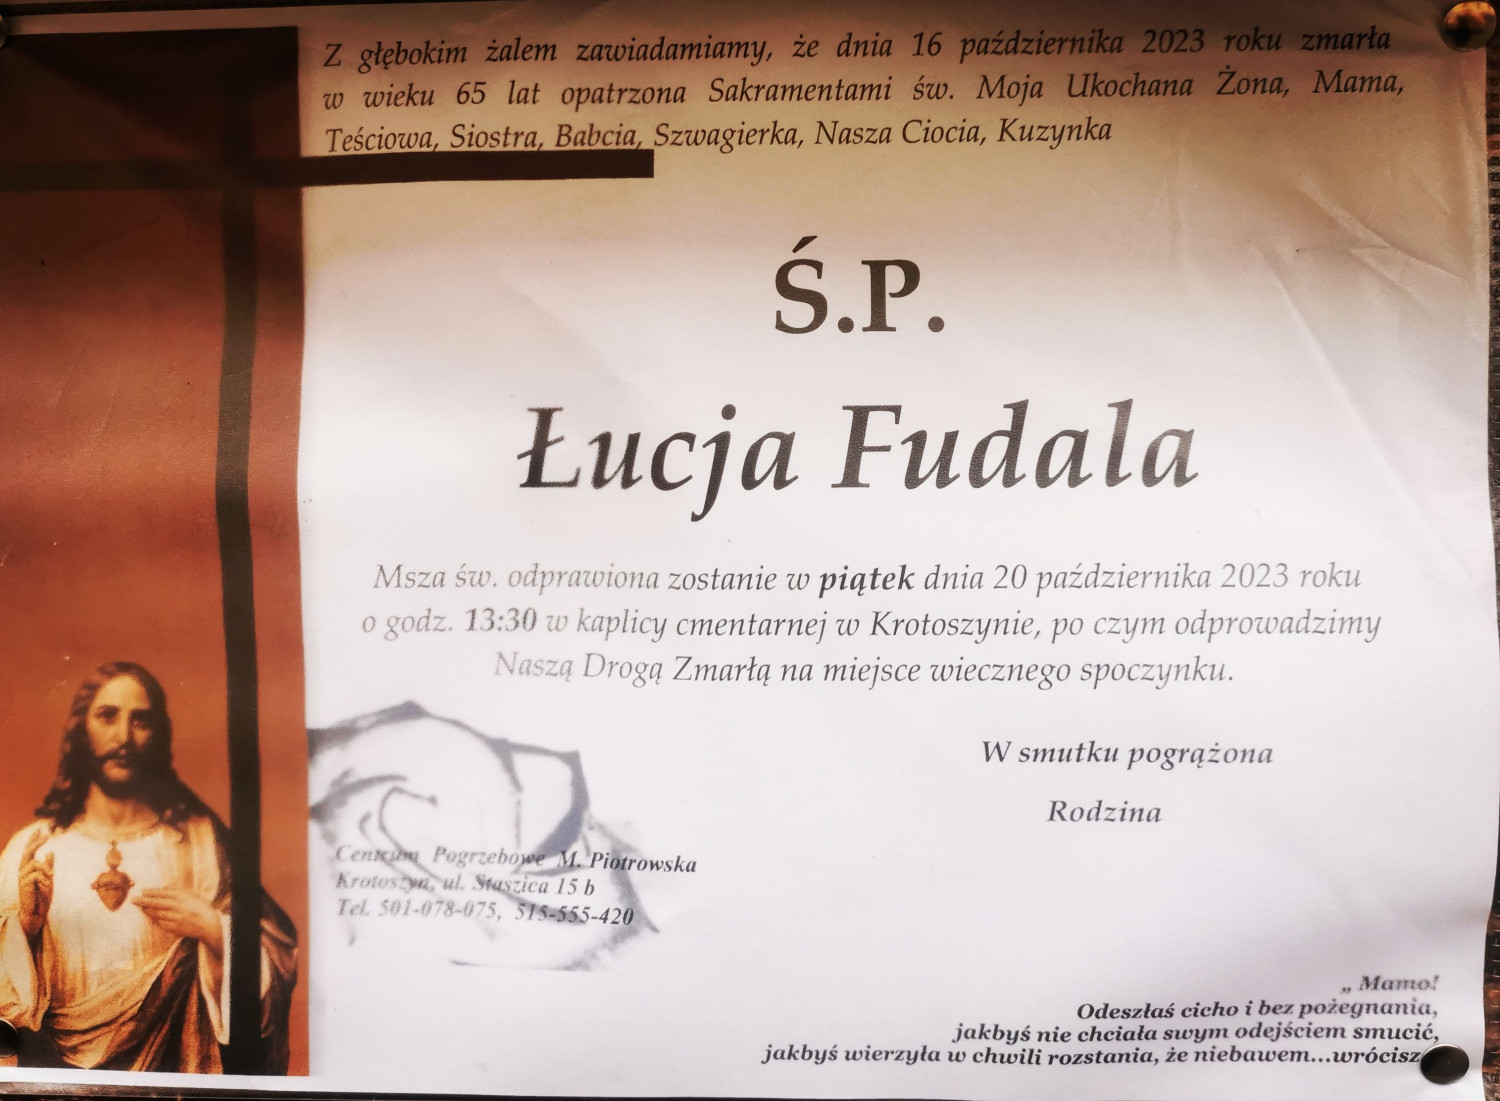 Z głębokim żalem zawiadamiamy, że dnia 16 października 2023 roku zmarła
w wieku 65 lat opatrzona Sakramentami św. Moja Ukochana Żona, Mama,
Teściowa, Siostra, Babcia, Szwagierka, Nasza Ciocia, Kuzynka
Ś.P.
Łucja Fudala
Msza św. odprawiona zostanie w piątek dnia 20 października 2023 roku
o godz. 13:30 w kaplicy cmentarnej w Krotoszynie, po czym odprowadzimy
Naszą Drogą Zmarłą na miejsce wiecznego spoczynku.
W smutku pogrążona
Rodzina
Centrum Pogrzebowe M. Piotrowska
Krotoszyn, ul. Staszica 15 b
Tel. 501-078-075, 515-555-420
„ Mamo!
Odeszłaś cicho i bez pożegnania,
jakbyś nie chciała swym odejściem smucić,
jakbyś wierzyła w chwili rozstania, że niebawem...wrócisz